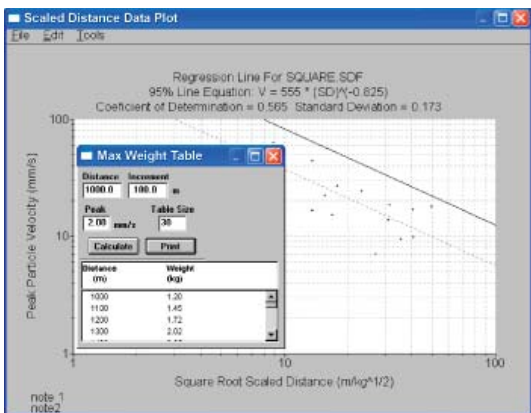 Scaled Distance Data Plot
File Edit Tools
Regression Line For SQUARE.SDF
95% Line Equation: V = 555 * (SD)^(-0.825)
Coeficient of Determination = 0.565 Standard Deviation = 0.173
Peak Particle Velocity (mm/s)
100
10
1
Max Weight Table
Distance Increment
1000.0 100.0 m
Peak Table Size
2.00 mm/s 30
Calculate Print
Distance Weight
(m) (kg)
1000 1.20
1100 1.45
1200 1.72
1300 2.02
1 10 100
Square Root Scaled Distance (m/kg^1/2)
note 1
note2